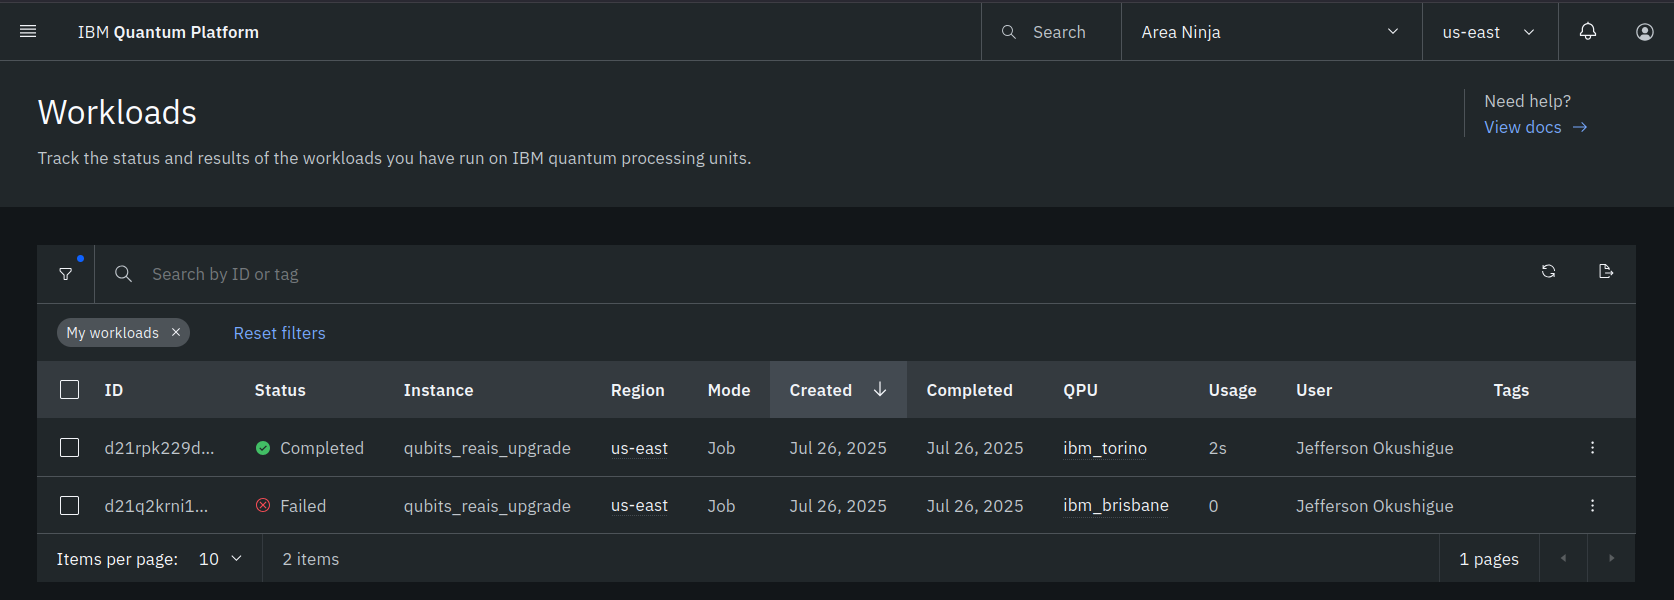 IBM Quantum Platform Search Area Ninja us-east
Workloads
Need help?
View docs →
Track the status and results of the workloads you have run on IBM quantum processing units.
Search by ID or tag
My workloads × Reset filters
ID Status Instance Region Mode Created ↓ Completed QPU Usage User Tags
d21rpk229d... Completed qubits_reais_upgrade us-east Job Jul 26, 2025 Jul 26, 2025 ibm_torino 2s Jefferson Okushigue
d21q2krni1... Failed qubits_reais_upgrade us-east Job Jul 26, 2025 Jul 26, 2025 ibm_brisbane 0 Jefferson Okushigue
Items per page: 10 2 items 1 pages